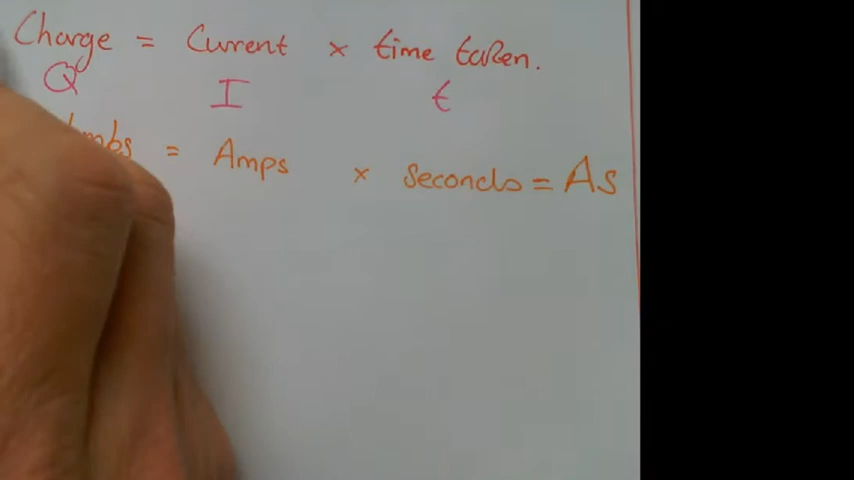 Charge = Current × time taken.
Q I t
= Amps × seconds = As